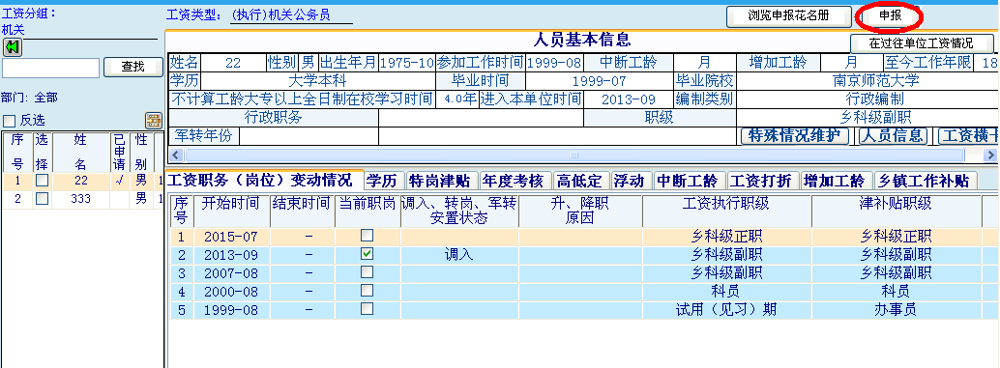 工资分组：
机关
查找
部门：全部
反选
序号 选择 姓名 已申请 性别
1 22 √ 男 1
2 333 男 1
工资类型：(执行)机关公务员
浏览申报花名册 申报
人员基本信息 在过往单位工资情况
姓名 22 性别 男 出生年月 1975-10 参加工作时间 1999-08 中断工龄 月 增加工龄 月 至今工作年限 18
学历 大学本科 毕业时间 1999-07 毕业院校 南京师范大学
不计算工龄大专以上全日制在校学习时间 4.0年 进入本单位时间 2013-09 编制类别 行政编制
行政职务 职级 乡科级副职
军转年份 特殊情况维护 人员信息 工资横卡
工资职务（岗位）变动情况 学历 特岗津贴 年度考核 高低定 浮动 中断工龄 工资打折 增加工龄 乡镇工作补贴
序号 开始时间 结束时间 当前职岗 调入、转岗、军转安置状态 升、降职原因 工资执行职级 津补贴职级
1 2015-07 － 乡科级正职 乡科级正职
2 2013-09 － 调入 乡科级副职 乡科级副职
3 2007-08 － 乡科级副职 乡科级副职
4 2000-08 － 科员 科员
5 1999-08 － 试用（见习）期 办事员